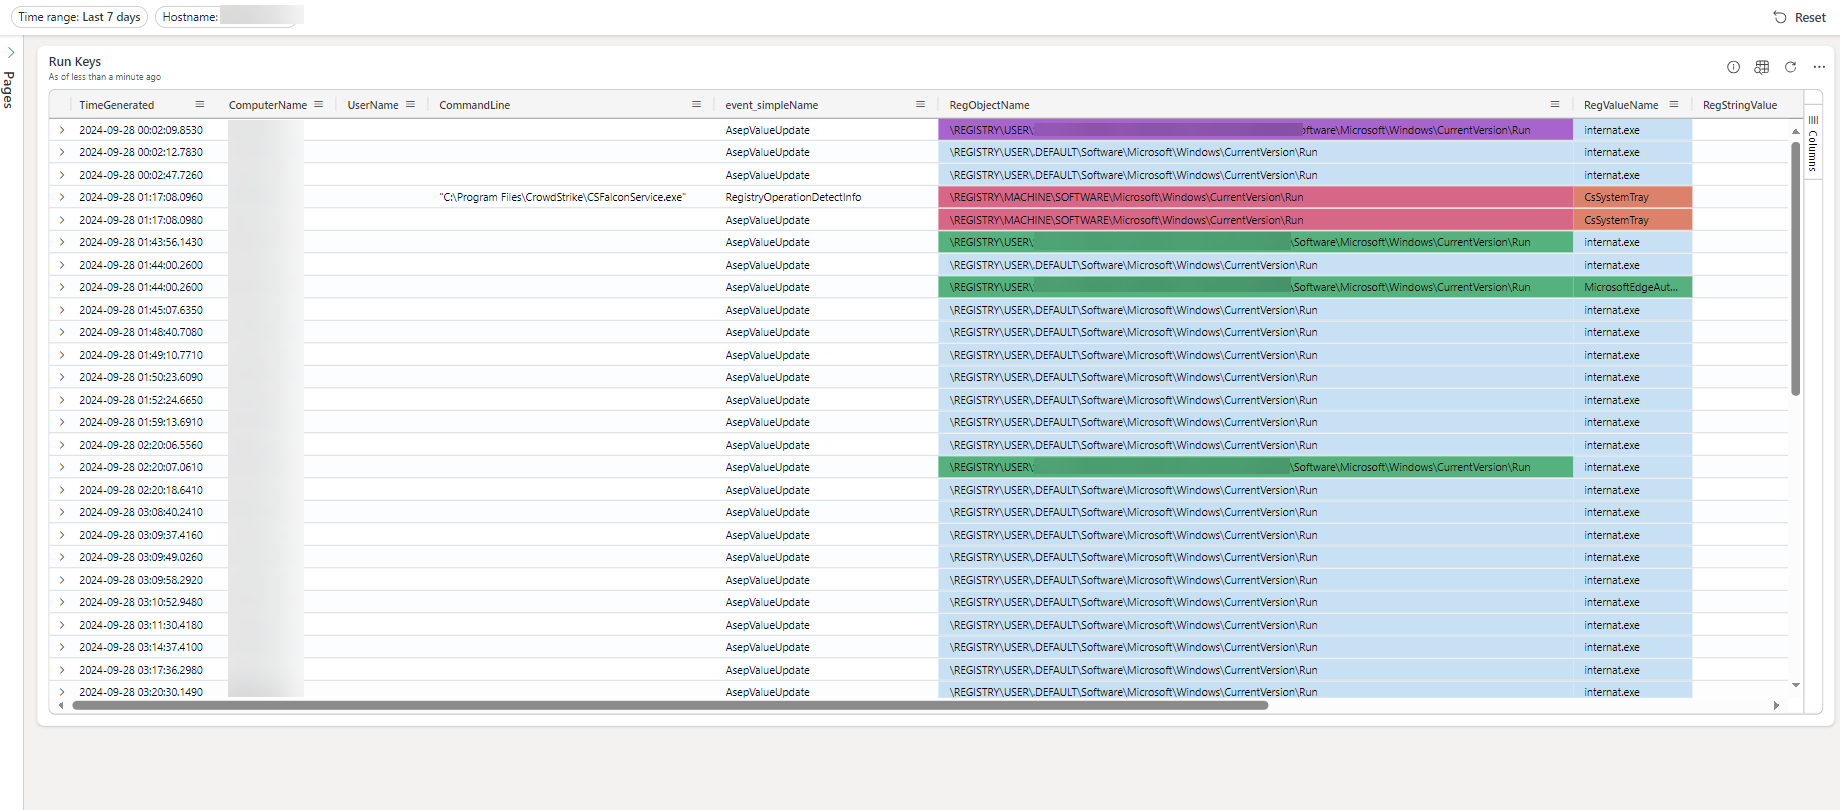 Time range: Last 7 days Hostname: Reset
Pages
Run Keys
As of less than a minute ago
TimeGenerated ComputerName UserName CommandLine event_simpleName RegObjectName RegValueName RegStringValue
Columns
2024-09-28 00:02:09.8530 AsepValueUpdate \REGISTRY\USER\ oftware\Microsoft\Windows\CurrentVersion\Run internat.exe
2024-09-28 00:02:12.7830 AsepValueUpdate \REGISTRY\USER\.DEFAULT\Software\Microsoft\Windows\CurrentVersion\Run internat.exe
2024-09-28 00:02:47.7260 AsepValueUpdate \REGISTRY\USER\.DEFAULT\Software\Microsoft\Windows\CurrentVersion\Run internat.exe
2024-09-28 01:17:08.0960 "C:\Program Files\CrowdStrike\CSFalconService.exe" RegistryOperationDetectInfo \REGISTRY\MACHINE\SOFTWARE\Microsoft\Windows\CurrentVersion\Run CsSystemTray
2024-09-28 01:17:08.0980 AsepValueUpdate \REGISTRY\MACHINE\SOFTWARE\Microsoft\Windows\CurrentVersion\Run CsSystemTray
2024-09-28 01:43:56.1430 AsepValueUpdate \REGISTRY\USER\ \Software\Microsoft\Windows\CurrentVersion\Run internat.exe
2024-09-28 01:44:00.2600 AsepValueUpdate \REGISTRY\USER\.DEFAULT\Software\Microsoft\Windows\CurrentVersion\Run internat.exe
2024-09-28 01:44:00.2600 AsepValueUpdate \REGISTRY\USER\ \Software\Microsoft\Windows\CurrentVersion\Run MicrosoftEdgeAut...
2024-09-28 01:45:07.6350 AsepValueUpdate \REGISTRY\USER\.DEFAULT\Software\Microsoft\Windows\CurrentVersion\Run internat.exe
2024-09-28 01:48:40.7080 AsepValueUpdate \REGISTRY\USER\.DEFAULT\Software\Microsoft\Windows\CurrentVersion\Run internat.exe
2024-09-28 01:49:10.7710 AsepValueUpdate \REGISTRY\USER\.DEFAULT\Software\Microsoft\Windows\CurrentVersion\Run internat.exe
2024-09-28 01:50:23.6090 AsepValueUpdate \REGISTRY\USER\.DEFAULT\Software\Microsoft\Windows\CurrentVersion\Run internat.exe
2024-09-28 01:52:24.6650 AsepValueUpdate \REGISTRY\USER\.DEFAULT\Software\Microsoft\Windows\CurrentVersion\Run internat.exe
2024-09-28 01:59:13.6910 AsepValueUpdate \REGISTRY\USER\.DEFAULT\Software\Microsoft\Windows\CurrentVersion\Run internat.exe
2024-09-28 02:20:06.5560 AsepValueUpdate \REGISTRY\USER\.DEFAULT\Software\Microsoft\Windows\CurrentVersion\Run internat.exe
2024-09-28 02:20:07.0610 AsepValueUpdate \REGISTRY\USER\ \Software\Microsoft\Windows\CurrentVersion\Run internat.exe
2024-09-28 02:20:18.6410 AsepValueUpdate \REGISTRY\USER\.DEFAULT\Software\Microsoft\Windows\CurrentVersion\Run internat.exe
2024-09-28 03:08:40.2410 AsepValueUpdate \REGISTRY\USER\.DEFAULT\Software\Microsoft\Windows\CurrentVersion\Run internat.exe
2024-09-28 03:09:37.4160 AsepValueUpdate \REGISTRY\USER\.DEFAULT\Software\Microsoft\Windows\CurrentVersion\Run internat.exe
2024-09-28 03:09:49.0260 AsepValueUpdate \REGISTRY\USER\.DEFAULT\Software\Microsoft\Windows\CurrentVersion\Run internat.exe
2024-09-28 03:09:58.2920 AsepValueUpdate \REGISTRY\USER\.DEFAULT\Software\Microsoft\Windows\CurrentVersion\Run internat.exe
2024-09-28 03:10:52.9480 AsepValueUpdate \REGISTRY\USER\.DEFAULT\Software\Microsoft\Windows\CurrentVersion\Run internat.exe
2024-09-28 03:11:30.4180 AsepValueUpdate \REGISTRY\USER\.DEFAULT\Software\Microsoft\Windows\CurrentVersion\Run internat.exe
2024-09-28 03:14:37.4100 AsepValueUpdate \REGISTRY\USER\.DEFAULT\Software\Microsoft\Windows\CurrentVersion\Run internat.exe
2024-09-28 03:17:36.2980 AsepValueUpdate \REGISTRY\USER\.DEFAULT\Software\Microsoft\Windows\CurrentVersion\Run internat.exe
2024-09-28 03:20:30.1490 AsepValueUpdate \REGISTRY\USER\.DEFAULT\Software\Microsoft\Windows\CurrentVersion\Run internat.exe